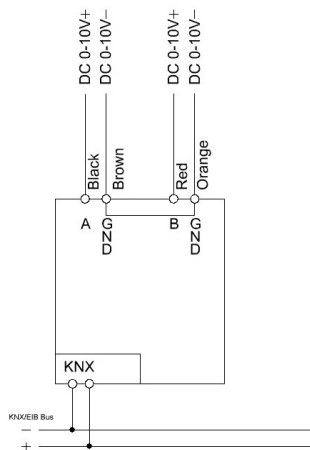 DC 0-10V+
DC 0-10V−
DC 0-10V+
DC 0-10V−
Black
Brown
Red
Orange
A
GND
B
GND
KNX
KNX/EIB Bus
−
+